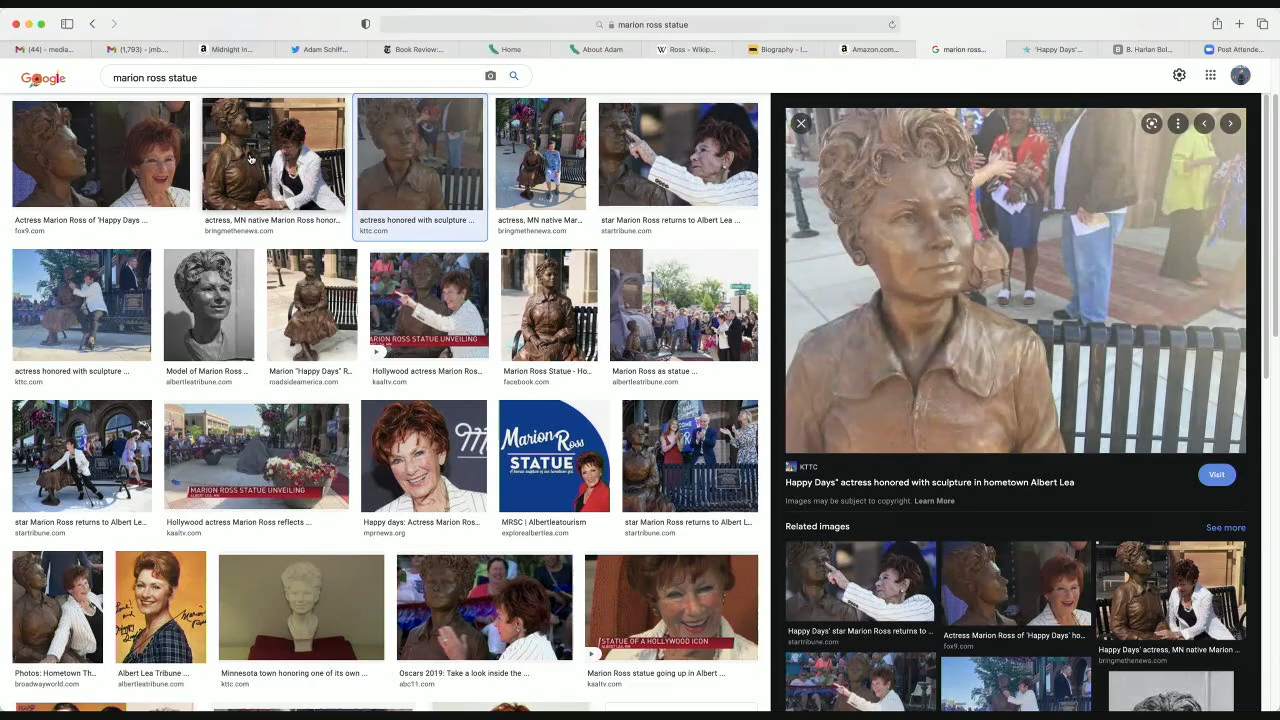 marion ross statue
(44) - media...
(1,793) - jmb....
Midnight in...
Adam Schiff...
Book Review:...
Home
About Adam
Ross - Wikip...
Biography - I...
Amazon.com...
marion ross...
'Happy Days'...
B. Harlan Bol...
Post Attende...
Google
marion ross statue
Actress Marion Ross of 'Happy Days ...
fox9.com
actress, MN native Marion Ross honor...
bringmethenews.com
actress honored with sculpture ...
kttc.com
actress, MN native Mar...
bringmethenews.com
star Marion Ross returns to Albert Lea ...
startribune.com
ARION ROSS STATUE UNVEILING
actress honored with sculpture ...
kttc.com
Model of Marion Ross ...
albertleatribune.com
Marion "Happy Days" R...
roadsideamerica.com
Hollywood actress Marion Ros...
kaaltv.com
Marion Ross Statue - Ho...
facebook.com
Marion Ross as statue ...
albertleatribune.com
MARION ROSS STATUE UNVEILING
Marion Ross
STATUE
star Marion Ross returns to Albert Le...
startribune.com
Hollywood actress Marion Ross reflects ...
kaaltv.com
Happy days: Actress Marion Ros...
mprnews.org
MRSC | Albertleatourism
explorealbertlea.com
star Marion Ross returns to Albert L...
startribune.com
STATUE OF A HOLLYWOOD ICON
Photos: Hometown Th...
broadwayworld.com
Albert Lea Tribune ...
albertleatribune.com
Minnesota town honoring one of its own ...
kttc.com
Oscars 2019: Take a look inside the ...
abc11.com
Marion Ross statue going up in Albert ...
kaaltv.com
KTTC
Happy Days" actress honored with sculpture in hometown Albert Lea
Visit
Images may be subject to copyright. Learn More
Related images
See more
Happy Days' star Marion Ross returns to ...
startribune.com
Actress Marion Ross of 'Happy Days' ho...
fox9.com
Happy Days' actress, MN native Marion ...
bringmethenews.com